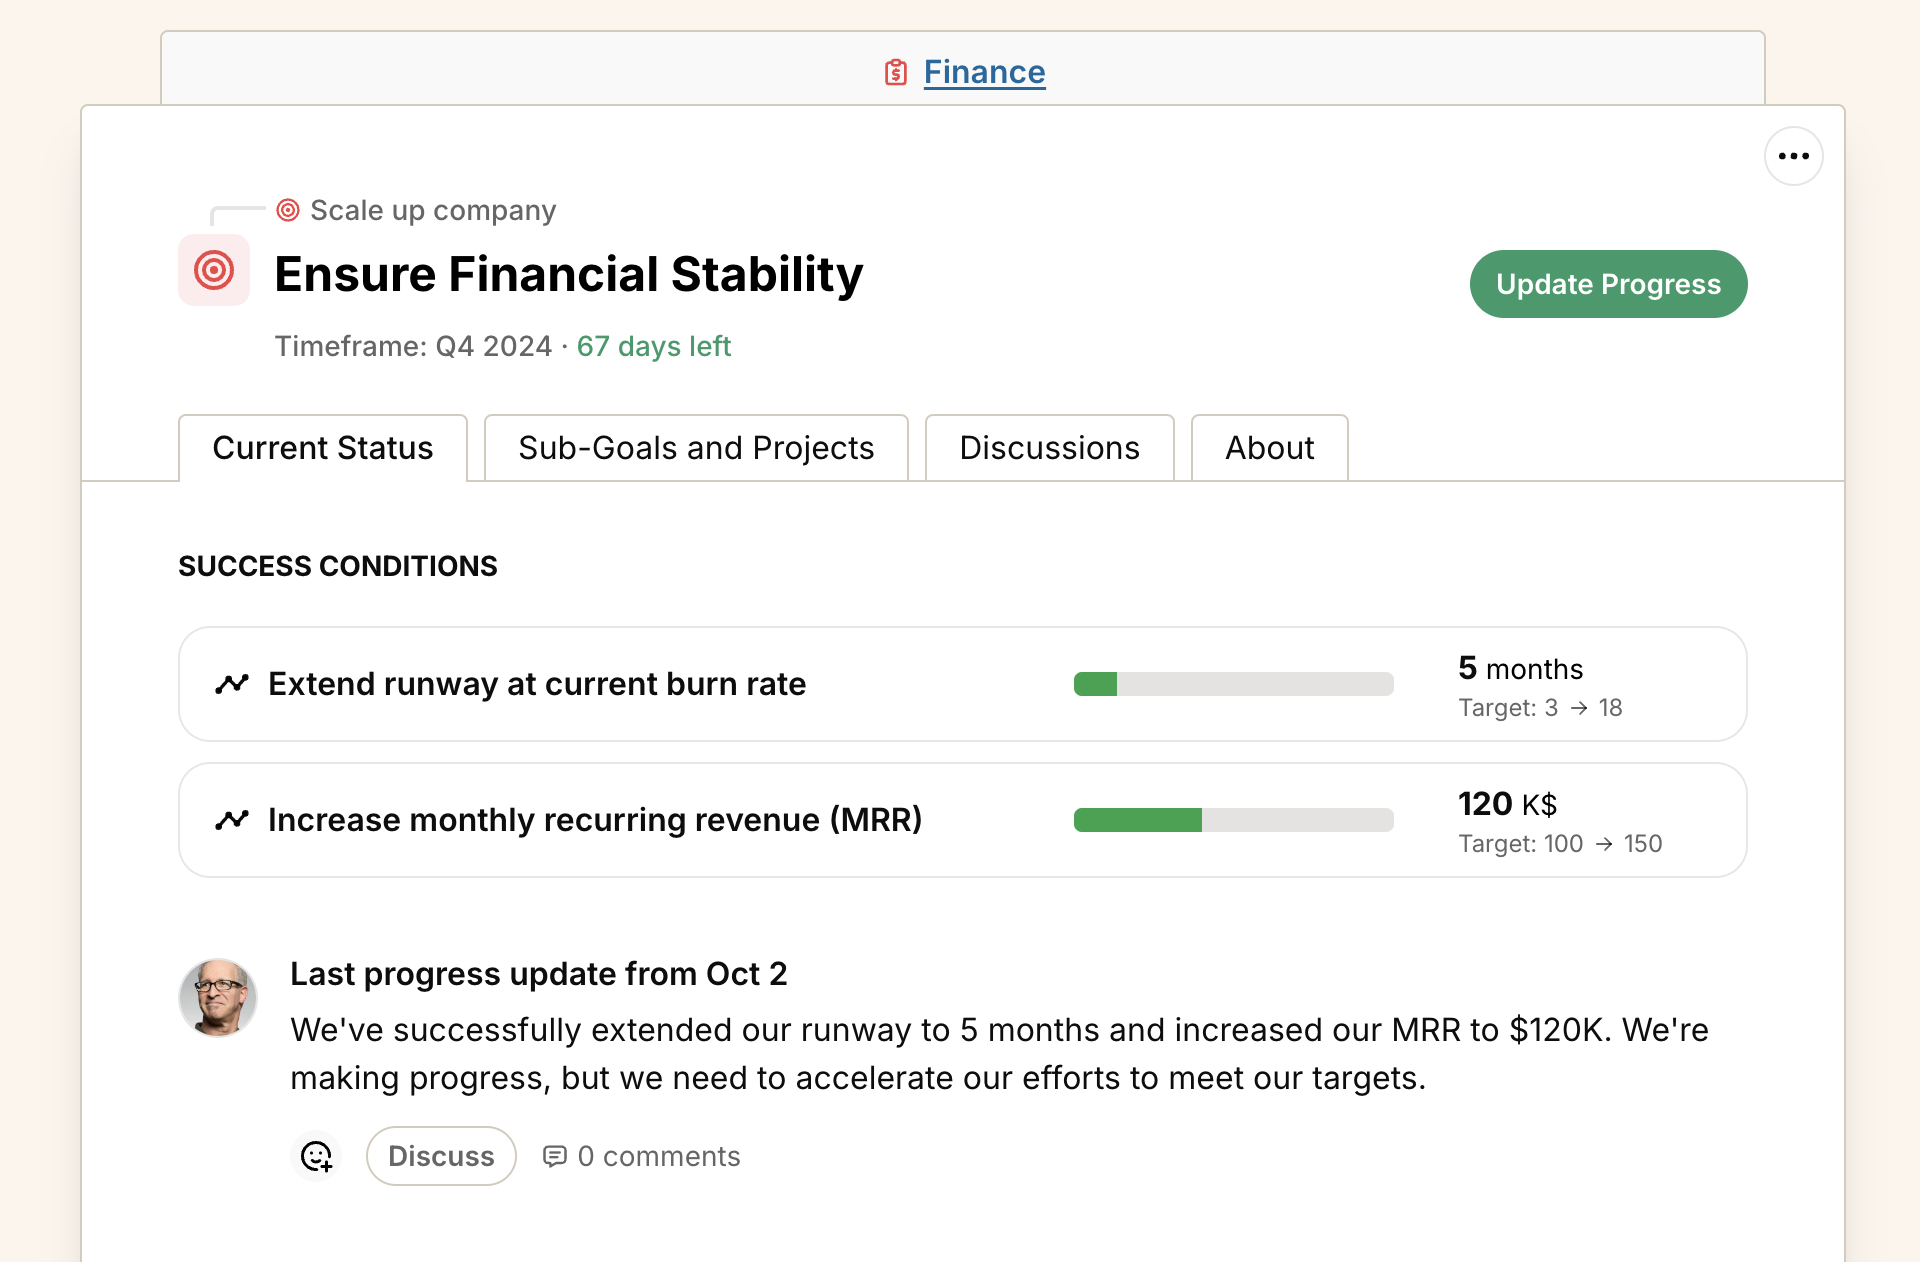 Finance
Scale up company
Ensure Financial Stability
Update Progress
Timeframe: Q4 2024 · 67 days left
Current Status
Sub-Goals and Projects
Discussions
About
SUCCESS CONDITIONS
Extend runway at current burn rate
5 months
Target: 3 → 18
Increase monthly recurring revenue (MRR)
120 K$
Target: 100 → 150
Last progress update from Oct 2
We've successfully extended our runway to 5 months and increased our MRR to $120K. We're
making progress, but we need to accelerate our efforts to meet our targets.
Discuss
0 comments